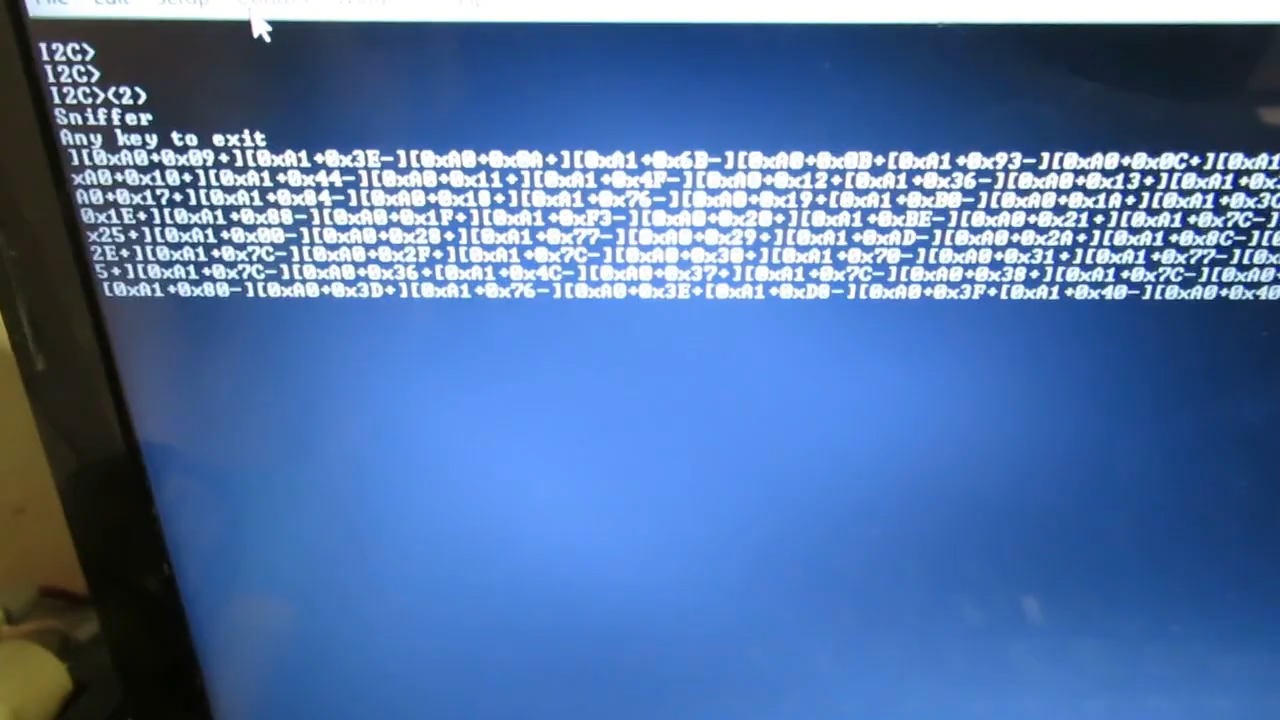 File Edit Setup
I2C>
I2C>
I2C>(2)
Sniffer
Any key to exit
][0xA0+0x09+][0xA1+0x3E-][0xA0+0x0A+][0xA1+0x6B-][0xA0+0x0B+[0xA1+0x93-][0xA0+0x0C+][0xA1
xA0+0x10+][0xA1+0x44-][0xA0+0x11+][0xA1+0x4F-][0xA0+0x12+[0xA1+0x36-][0xA0+0x13+][0xA1+
A0+0x17+][0xA1+0x84-][0xA0+0x18+][0xA1+0x76-][0xA0+0x19+[0xA1+0xB0-][0xA0+0x1A+][0xA1+0x3C
0x1E+][0xA1+0x88-][0xA0+0x1F+][0xA1+0xF3-][0xA0+0x20+][0xA1+0xBE-][0xA0+0x21+][0xA1+0x7C-]
x25+][0xA1+0x00-][0xA0+0x28+][0xA1+0x77-][0xA0+0x29+][0xA1+0xAD-][0xA0+0x2A+[0xA1+0x8C-][
2E+][0xA1+0x7C-][0xA0+0x2F+][0xA1+0x7C-][0xA0+0x30+][0xA1+0x70-][0xA0+0x31+][0xA1+0x77-][0x
5+][0xA1+0x7C-][0xA0+0x36+[0xA1+0x4C-][0xA0+0x37+][0xA1+0x7C-][0xA0+0x38+][0xA1+0x7C-][0xA0
[0xA1+0x80-][0xA0+0x3D+][0xA1+0x76-][0xA0+0x3E+[0xA1+0xD8-][0xA0+0x3F+[0xA1+0x40-][0xA0+0x40